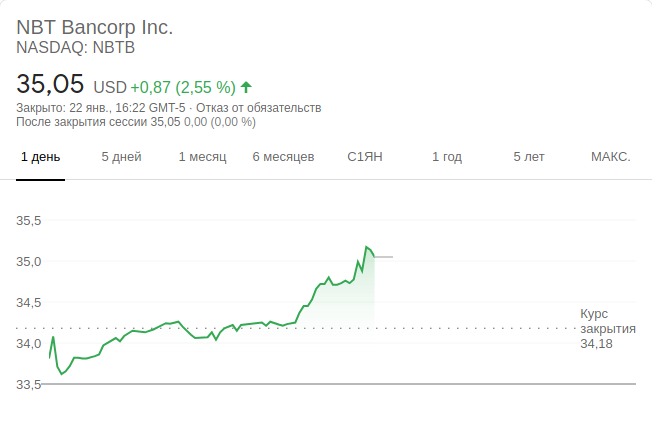 NBT Bancorp Inc.
NASDAQ: NBTB
35,05 USD +0,87 (2,55 %)
Закрыто: 22 янв., 16:22 GMT-5 · Отказ от обязательств
После закрытия сессии 35,05 0,00 (0,00 %)
1 день 5 дней 1 месяц 6 месяцев С1ЯН 1 год 5 лет МАКС.
35,5
35,0
34,5
Курс
закрытия
34,18
34,0
33,5